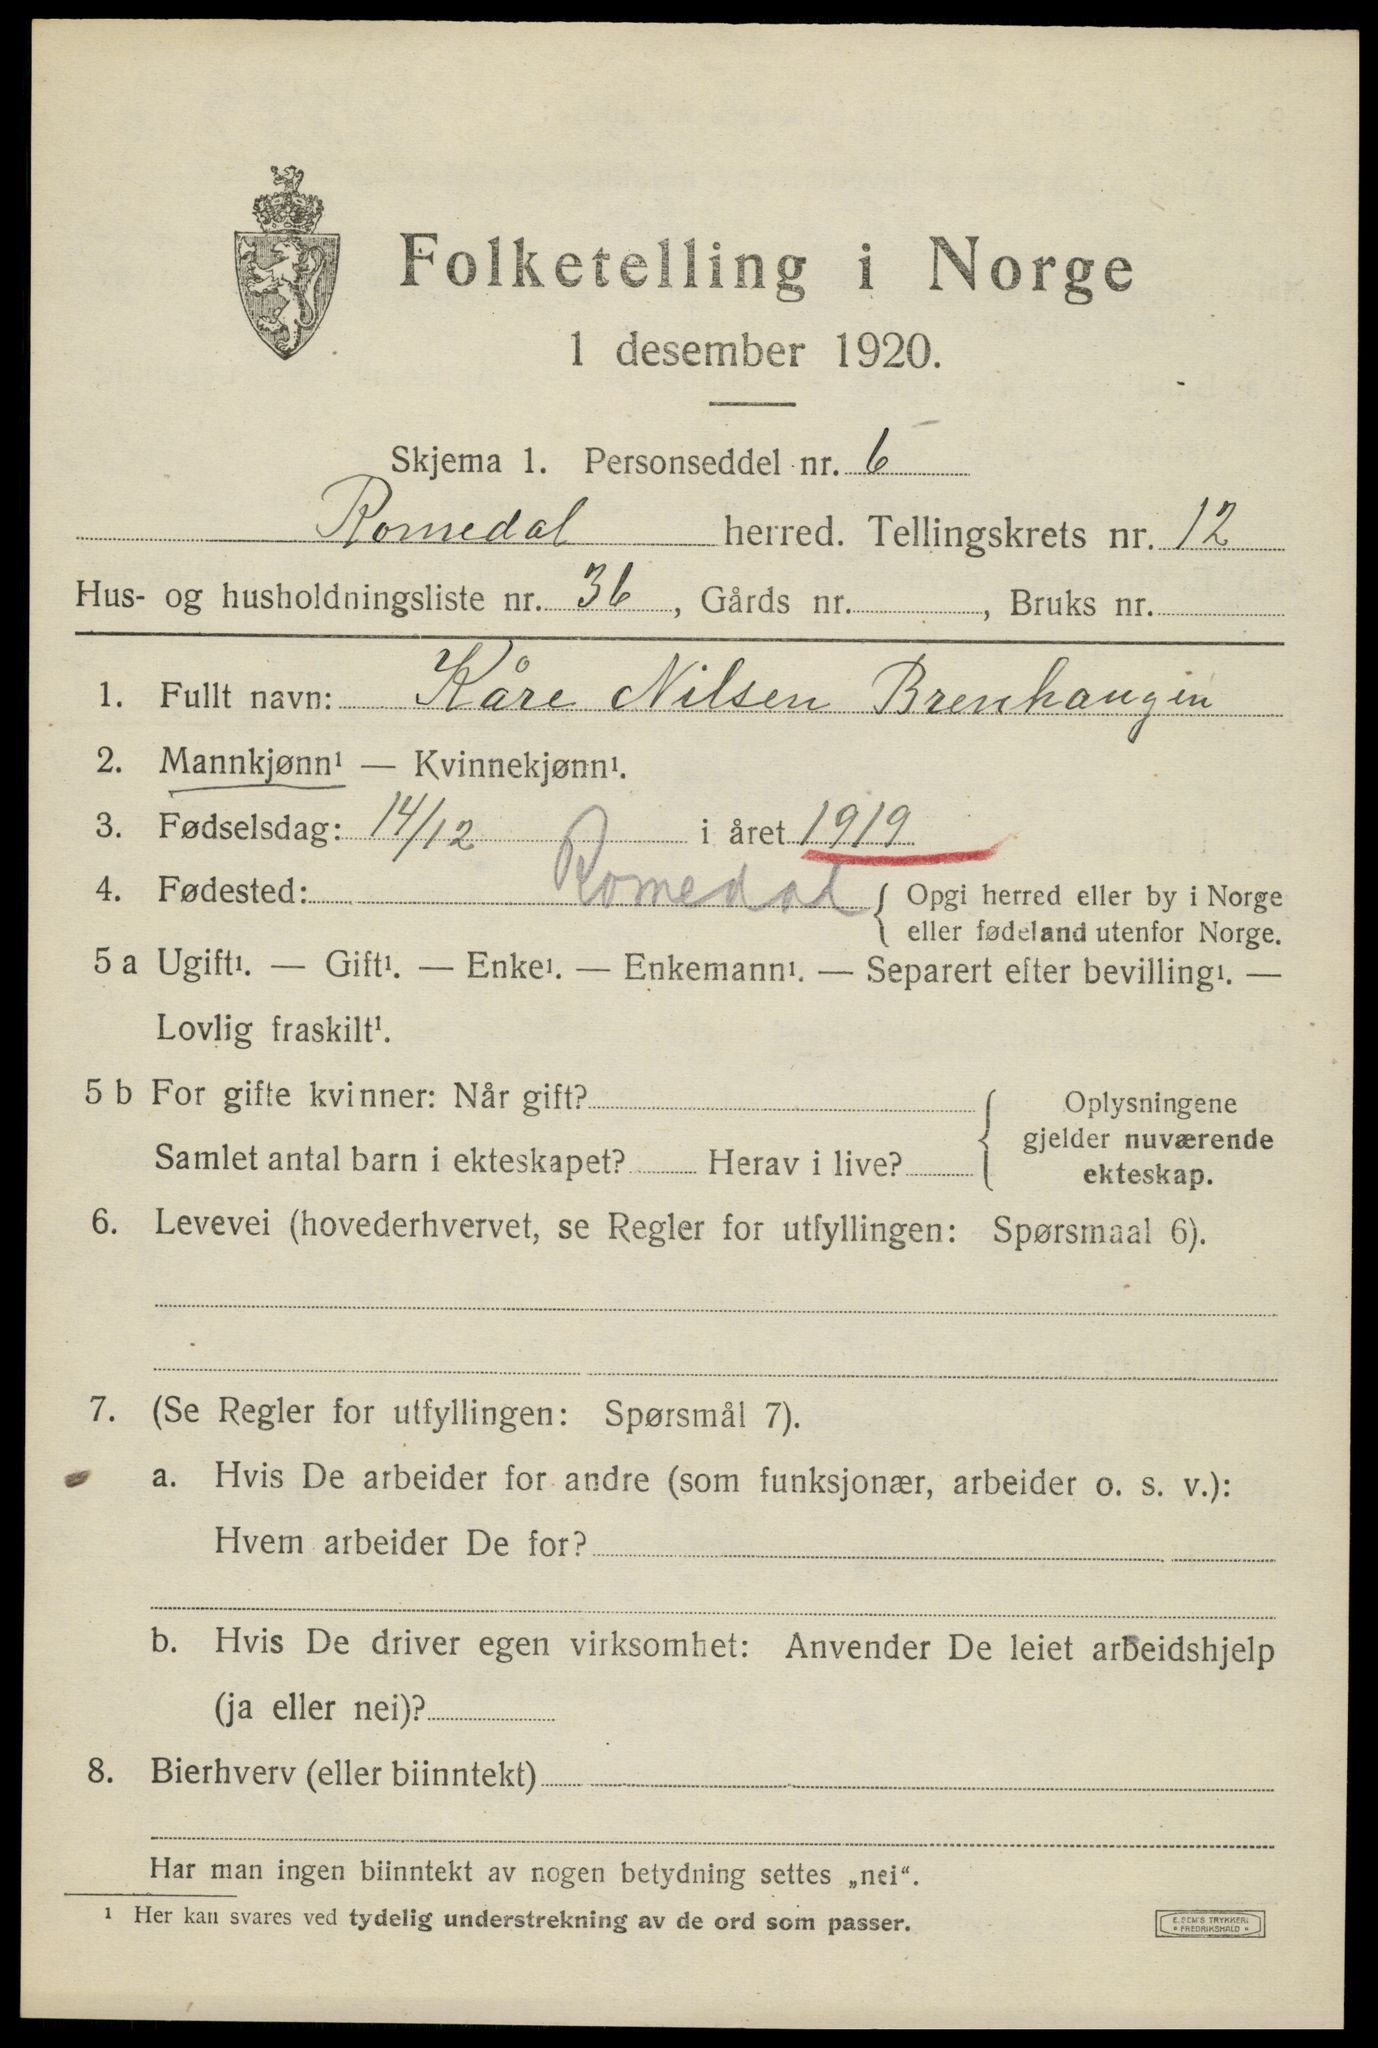 Folketelling i Norge
1 desember 1920.
Skjema 1. Personseddel nr. 6
Romedal herred. Tellingskrets nr. 12
Hus- og husholdningsliste nr. 36, Gårds nr. , Bruks nr.
1. Fullt navn: Kåre Nilsen Brenhaugen
2. Mannkjønn¹ — Kvinnekjønn¹.
3. Fødselsdag: 14/12 i året 1919
4. Fødested: Romedal { Opgi herred eller by i Norge
eller fødeland utenfor Norge.
5 a Ugift¹. — Gift¹. — Enke¹. — Enkemann¹. — Separert efter bevilling¹. —
Lovlig fraskilt¹.
5 b For gifte kvinner: Når gift?
Samlet antal barn i ekteskapet? Herav i live?
Oplysningene
gjelder nuværende
ekteskap.
6. Levevei (hovederhvervet, se Regler for utfyllingen: Spørsmaal 6).
7. (Se Regler for utfyllingen: Spørsmål 7).
a. Hvis De arbeider for andre (som funksjonær, arbeider o. s. v.):
Hvem arbeider De for?
b. Hvis De driver egen virksomhet: Anvender De leiet arbeidshjelp
(ja eller nei)?
8. Bierhverv (eller biinntekt)
Har man ingen biinntekt av nogen betydning settes „nei“.
¹ Her kan svares ved tydelig understrekning av de ord som passer.
E. SEM'S TRYKKERI
FREDRIKSHALD